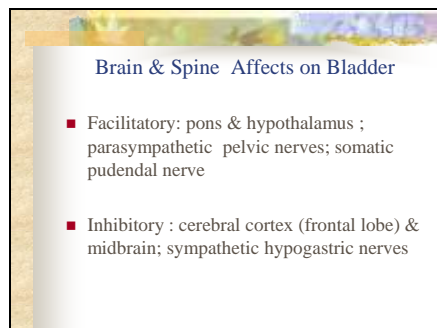 Brain & Spine Affects on Bladder
Facilitatory: pons & hypothalamus ;
parasympathetic pelvic nerves; somatic
pudendal nerve
Inhibitory : cerebral cortex (frontal lobe) &
midbrain; sympathetic hypogastric nerves